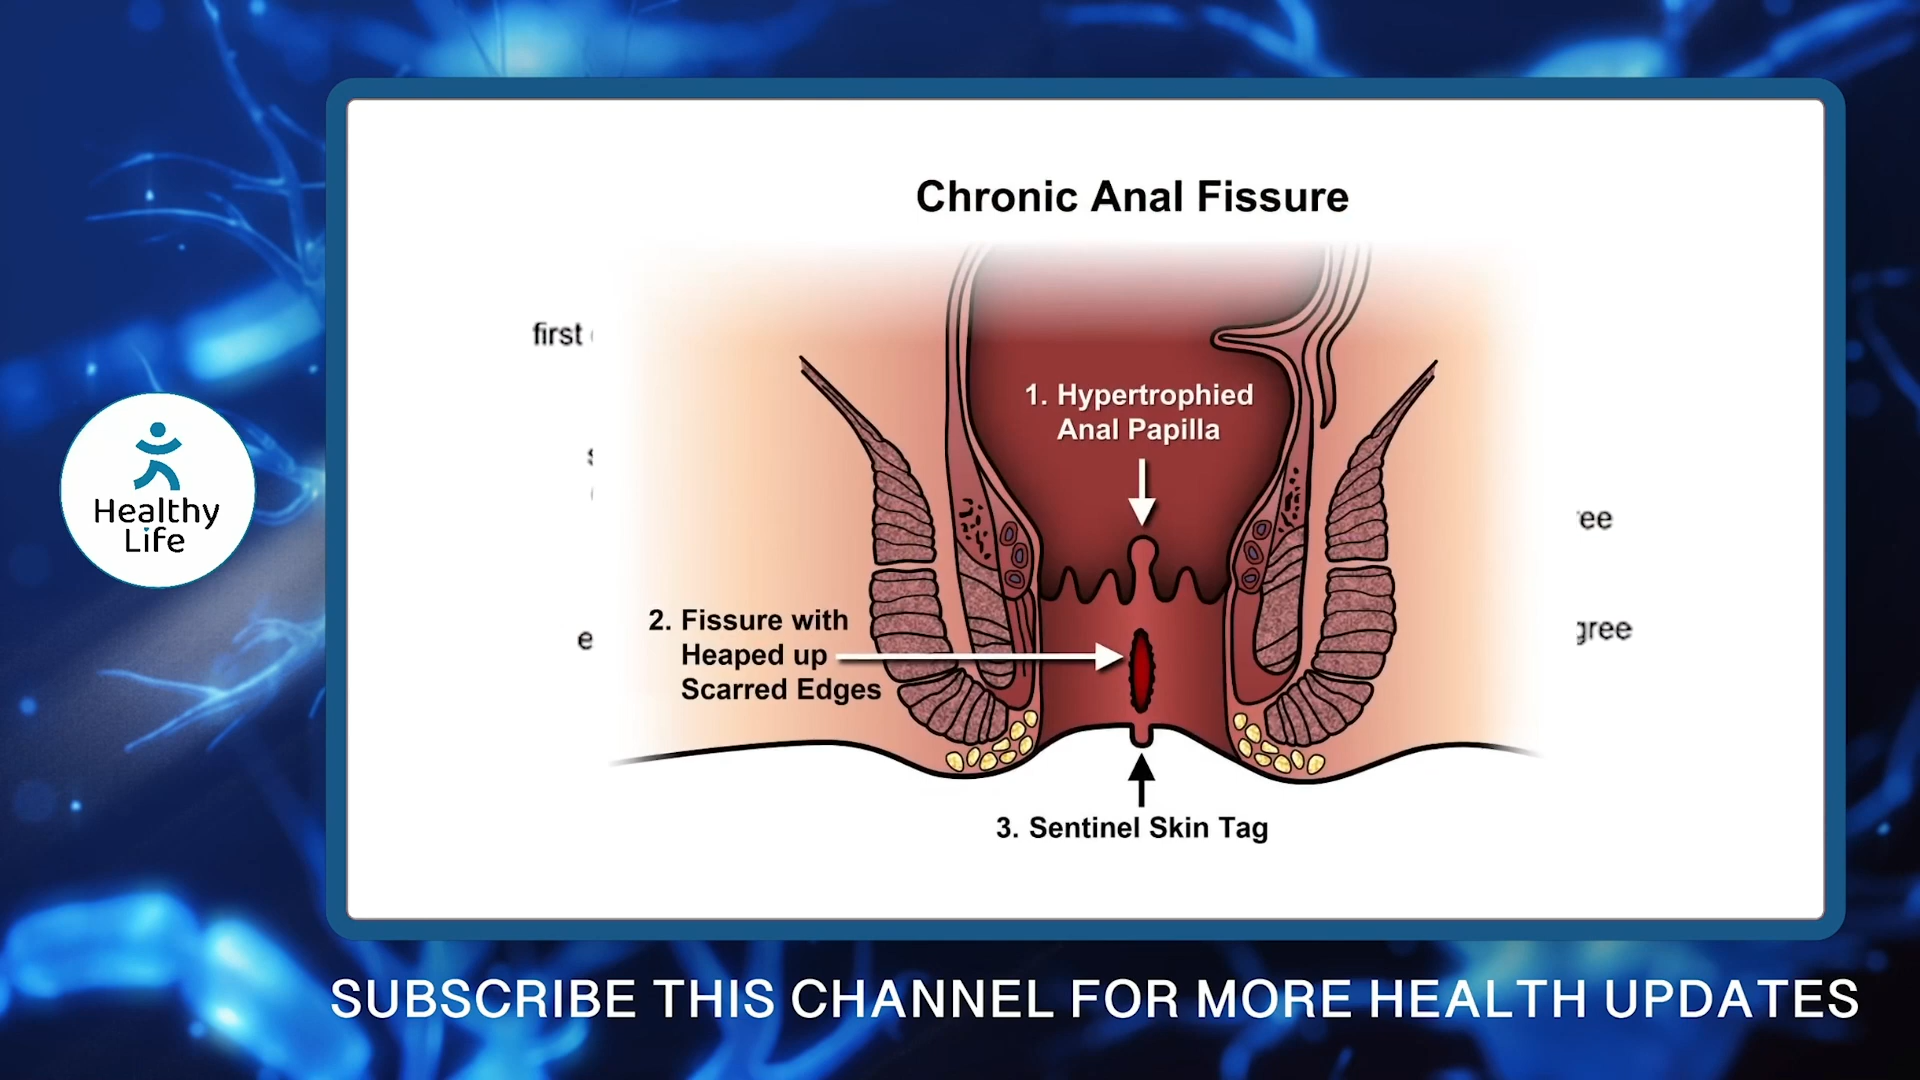 Chronic Anal Fissure
first
1. Hypertrophied
Anal Papilla
ree
gree
2. Fissure with
Heaped up
Scarred Edges
e
3. Sentinel Skin Tag
Healthy
Life
SUBSCRIBE THIS CHANNEL FOR MORE HEALTH UPDATES